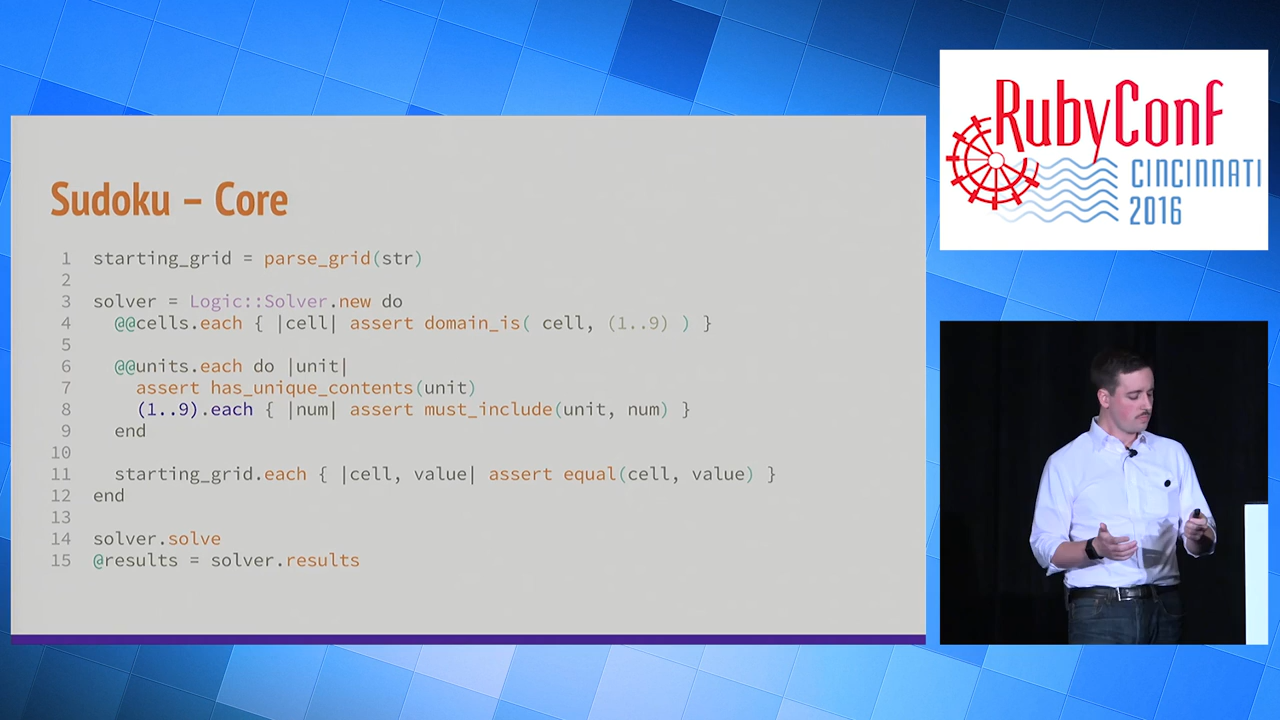 Sudoku – Core
1 starting_grid = parse_grid(str)
2
3 solver = Logic::Solver.new do
4 @@cells.each { |cell| assert domain_is( cell, (1..9) ) }
5
6 @@units.each do |unit|
7 assert has_unique_contents(unit)
8 (1..9).each { |num| assert must_include(unit, num) }
9 end
10
11 starting_grid.each { |cell, value| assert equal(cell, value) }
12 end
13
14 solver.solve
15 @results = solver.results
RubyConf
CINCINNATI
2016